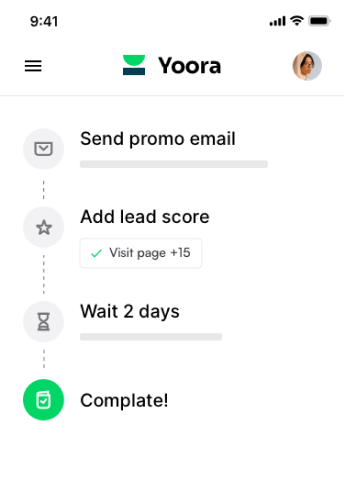 9:41
Yoora
Send promo email
Add lead score
Visit page +15
Wait 2 days
Complate!